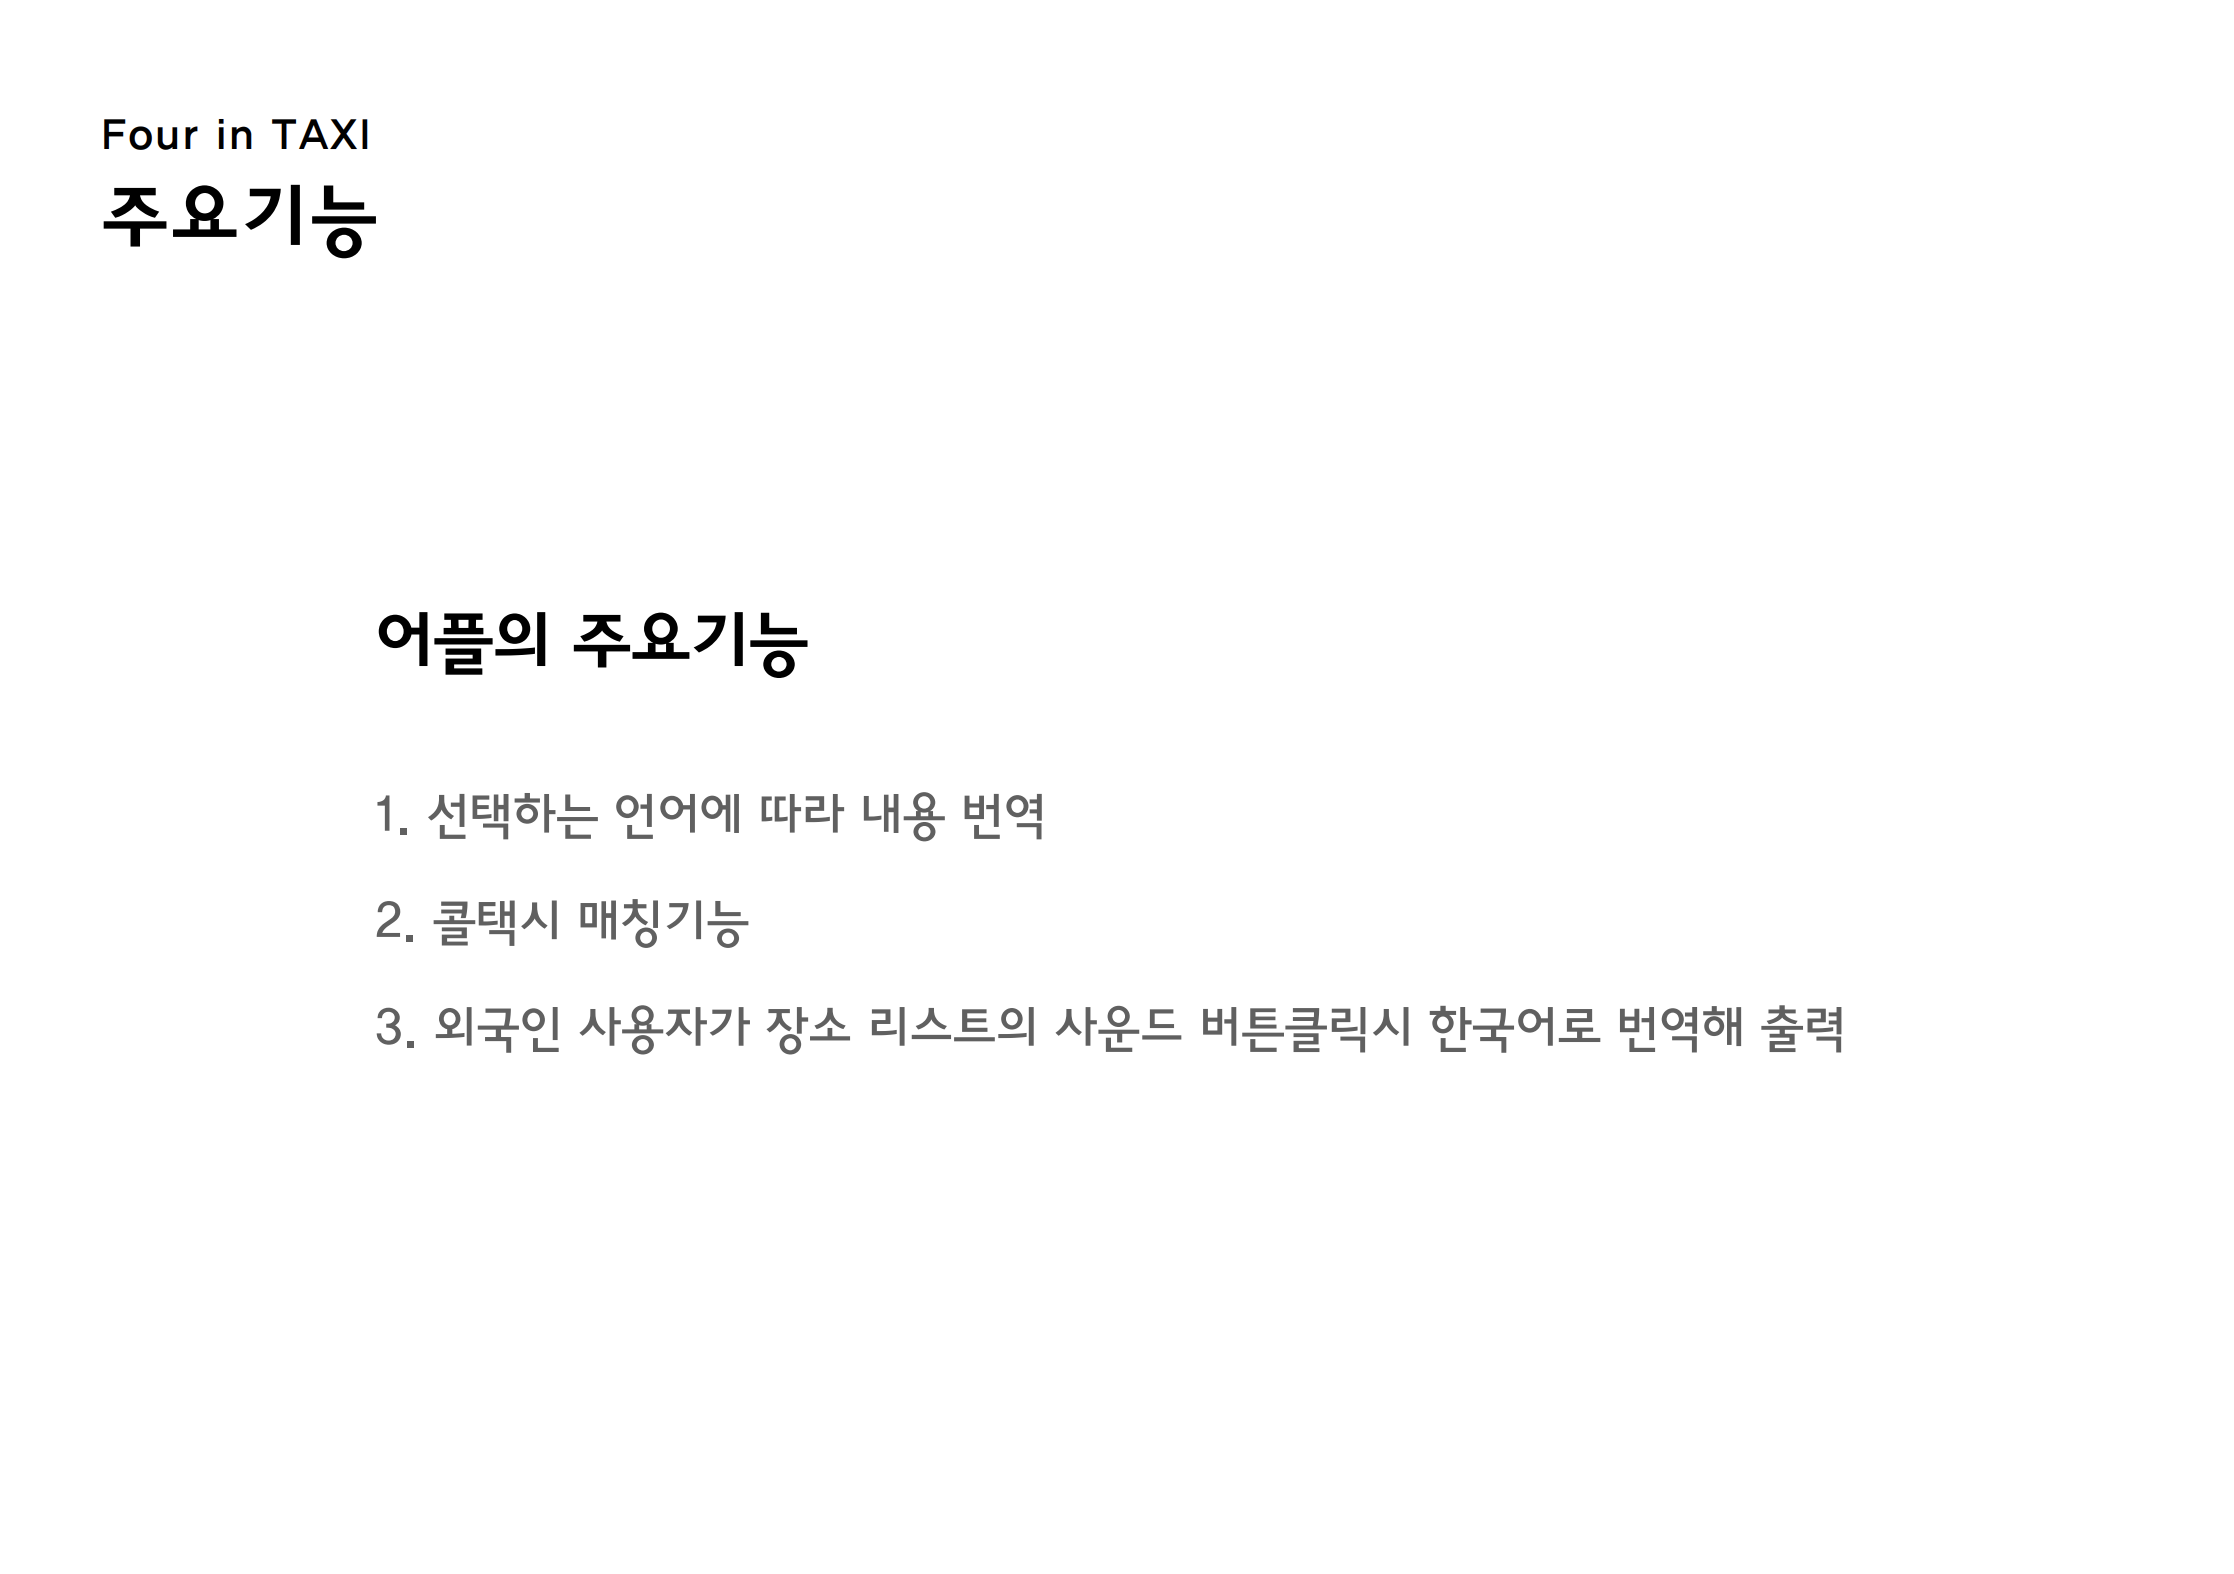 Four in TAXI
주요기능
어플의 주요기능
1. 선택하는 언어에 따라 내용 번역
2. 콜택시 매칭기능
3. 외국인 사용자가 장소 리스트의 사운드 버튼클릭시 한국어로 번역해 출력